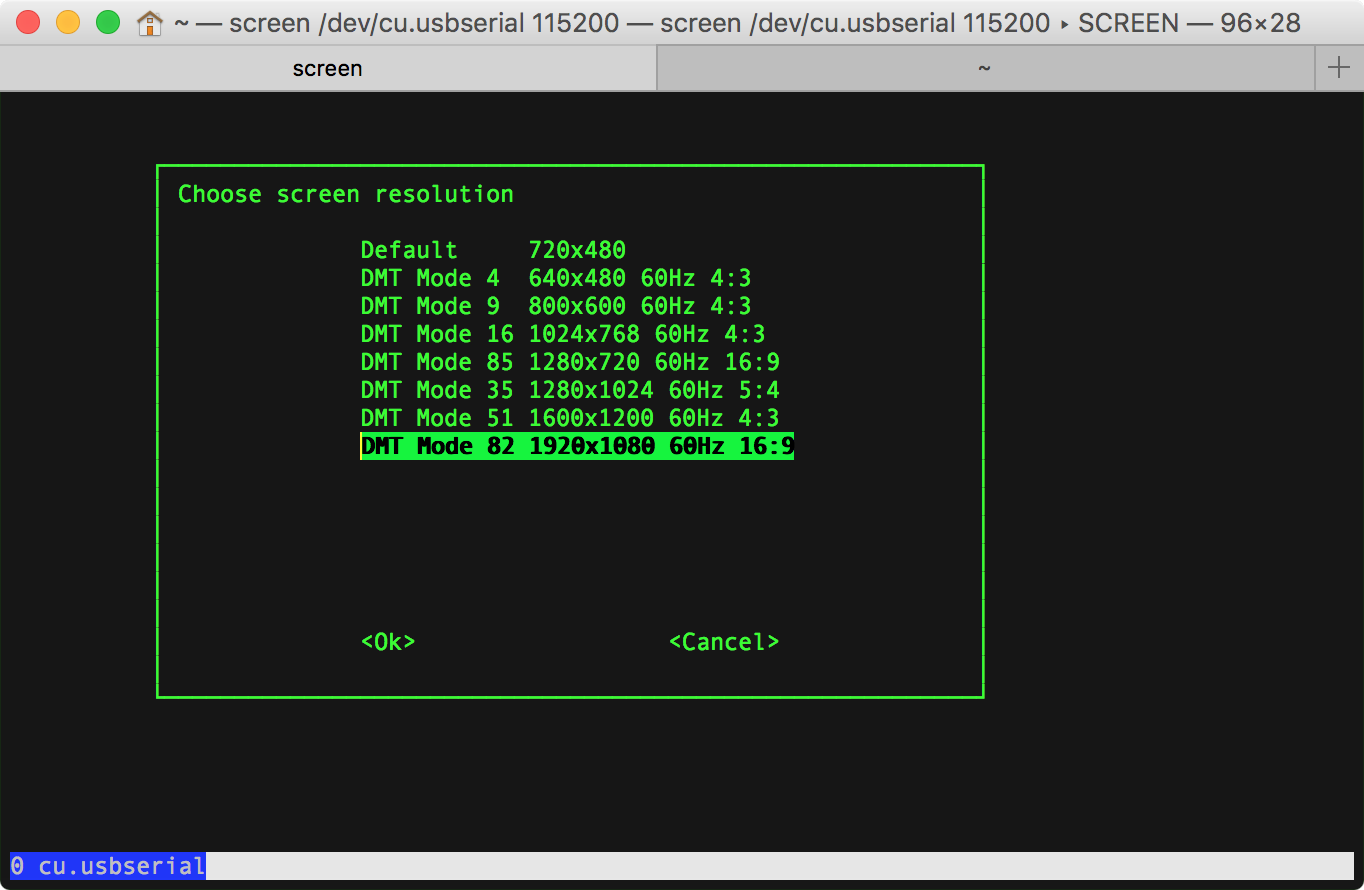 ~ — screen /dev/cu.usbserial 115200 — screen /dev/cu.usbserial 115200 ▸ SCREEN — 96×28
screen ~ +
Choose screen resolution
Default 720x480
DMT Mode 4 640x480 60Hz 4:3
DMT Mode 9 800x600 60Hz 4:3
DMT Mode 16 1024x768 60Hz 4:3
DMT Mode 85 1280x720 60Hz 16:9
DMT Mode 35 1280x1024 60Hz 5:4
DMT Mode 51 1600x1200 60Hz 4:3
DMT Mode 82 1920x1080 60Hz 16:9
<Ok> <Cancel>
0 cu.usbserial